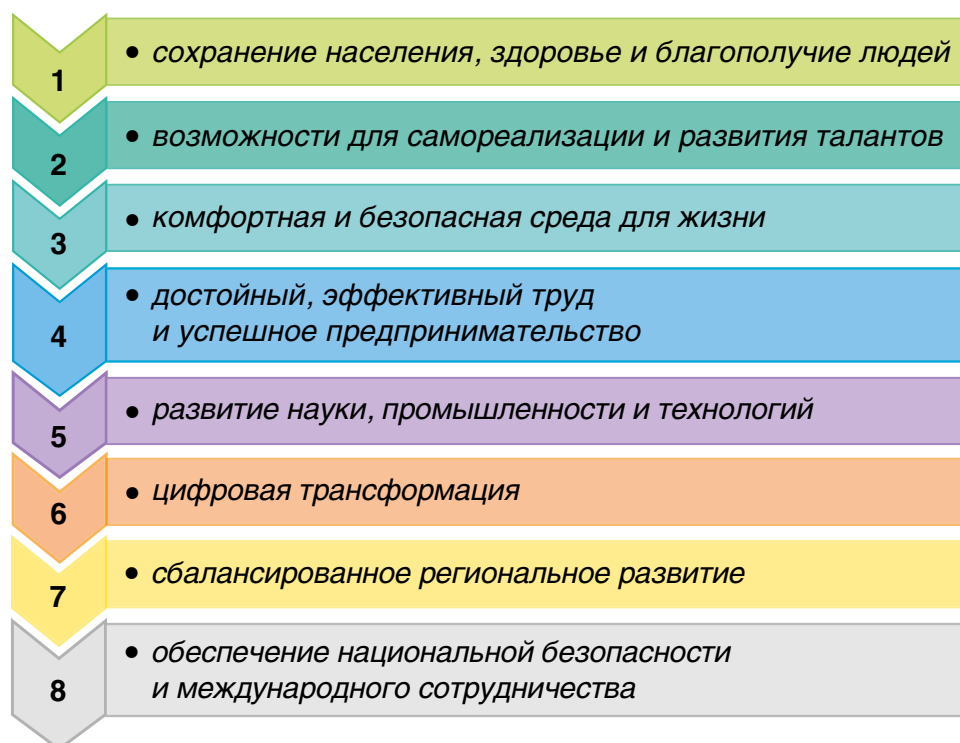 1
• сохранение населения, здоровье и благополучие людей
2
• возможности для самореализации и развития талантов
3
• комфортная и безопасная среда для жизни
4
• достойный, эффективный труд
и успешное предпринимательство
5
• развитие науки, промышленности и технологий
6
• цифровая трансформация
7
• сбалансированное региональное развитие
8
• обеспечение национальной безопасности
и международного сотрудничества